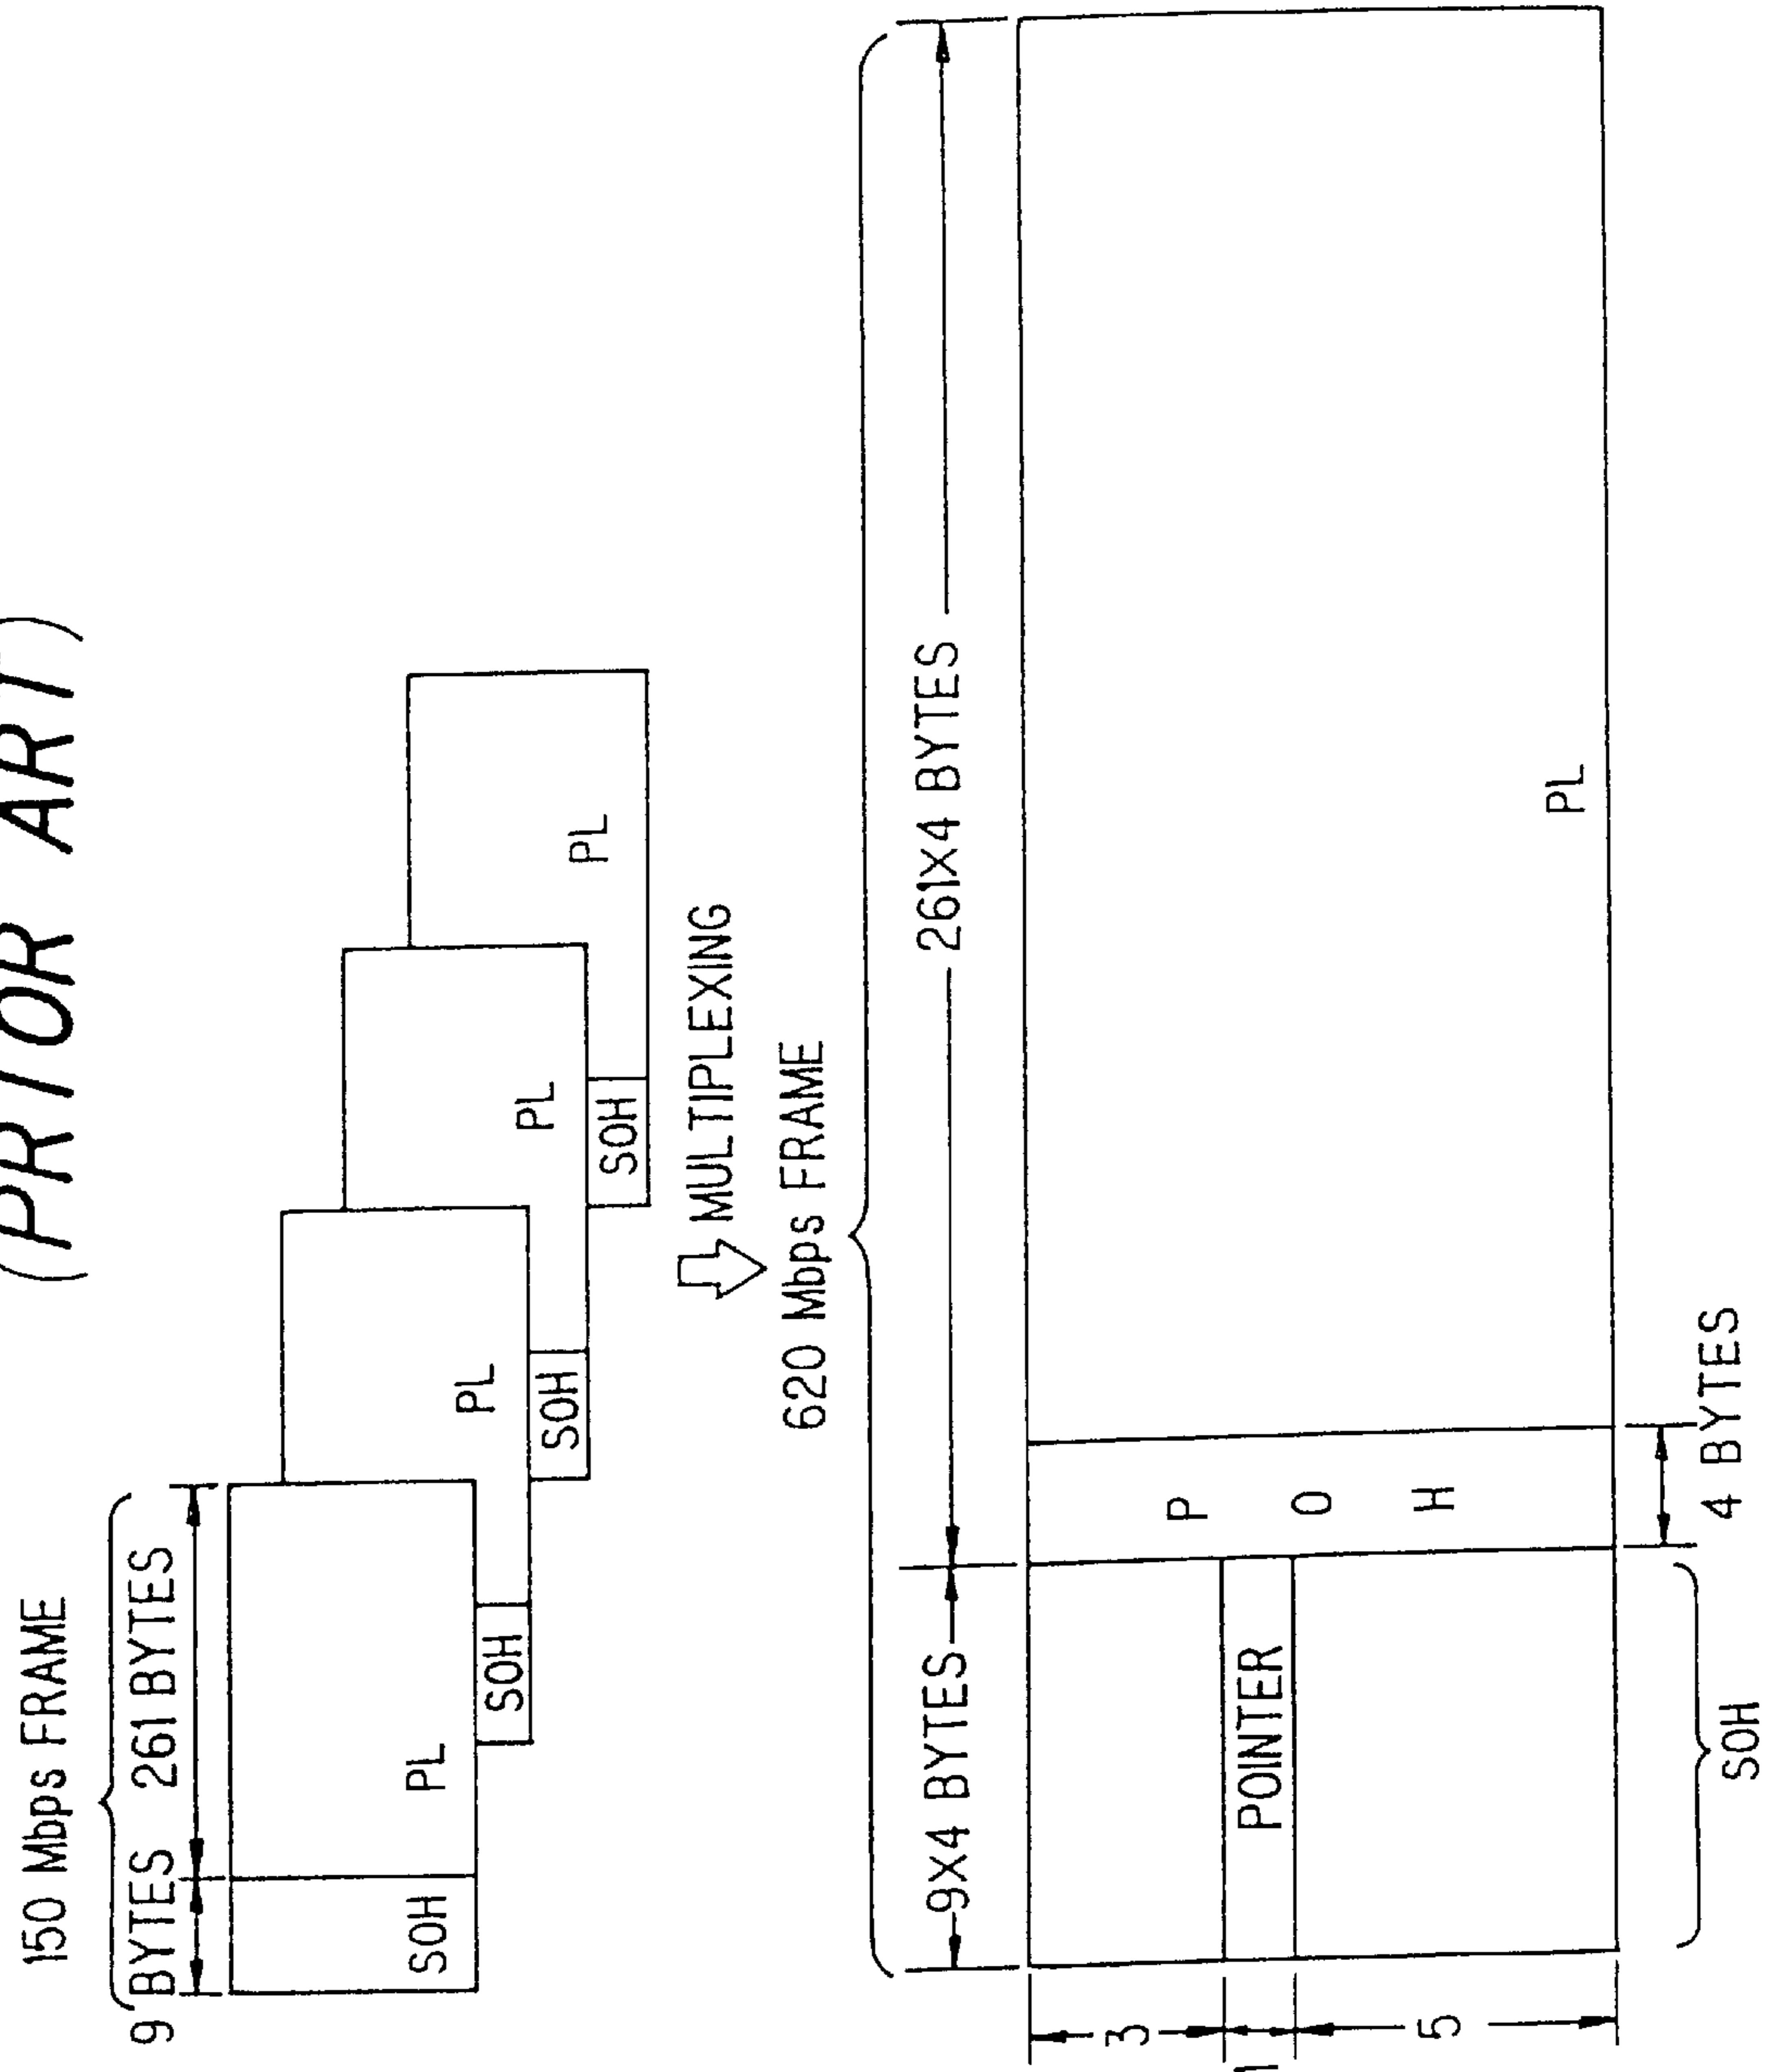 (PRIOR ART)
150 Mbps FRAME
9 BYTES 261 BYTES
SOH PL
SOH PL
SOH PL
SOH PL
MULTIPLEXING
620 Mbps FRAME
9X4 BYTES 261X4 BYTES
3
1
5
POINTER
P O H
PL
4 BYTES
SOH